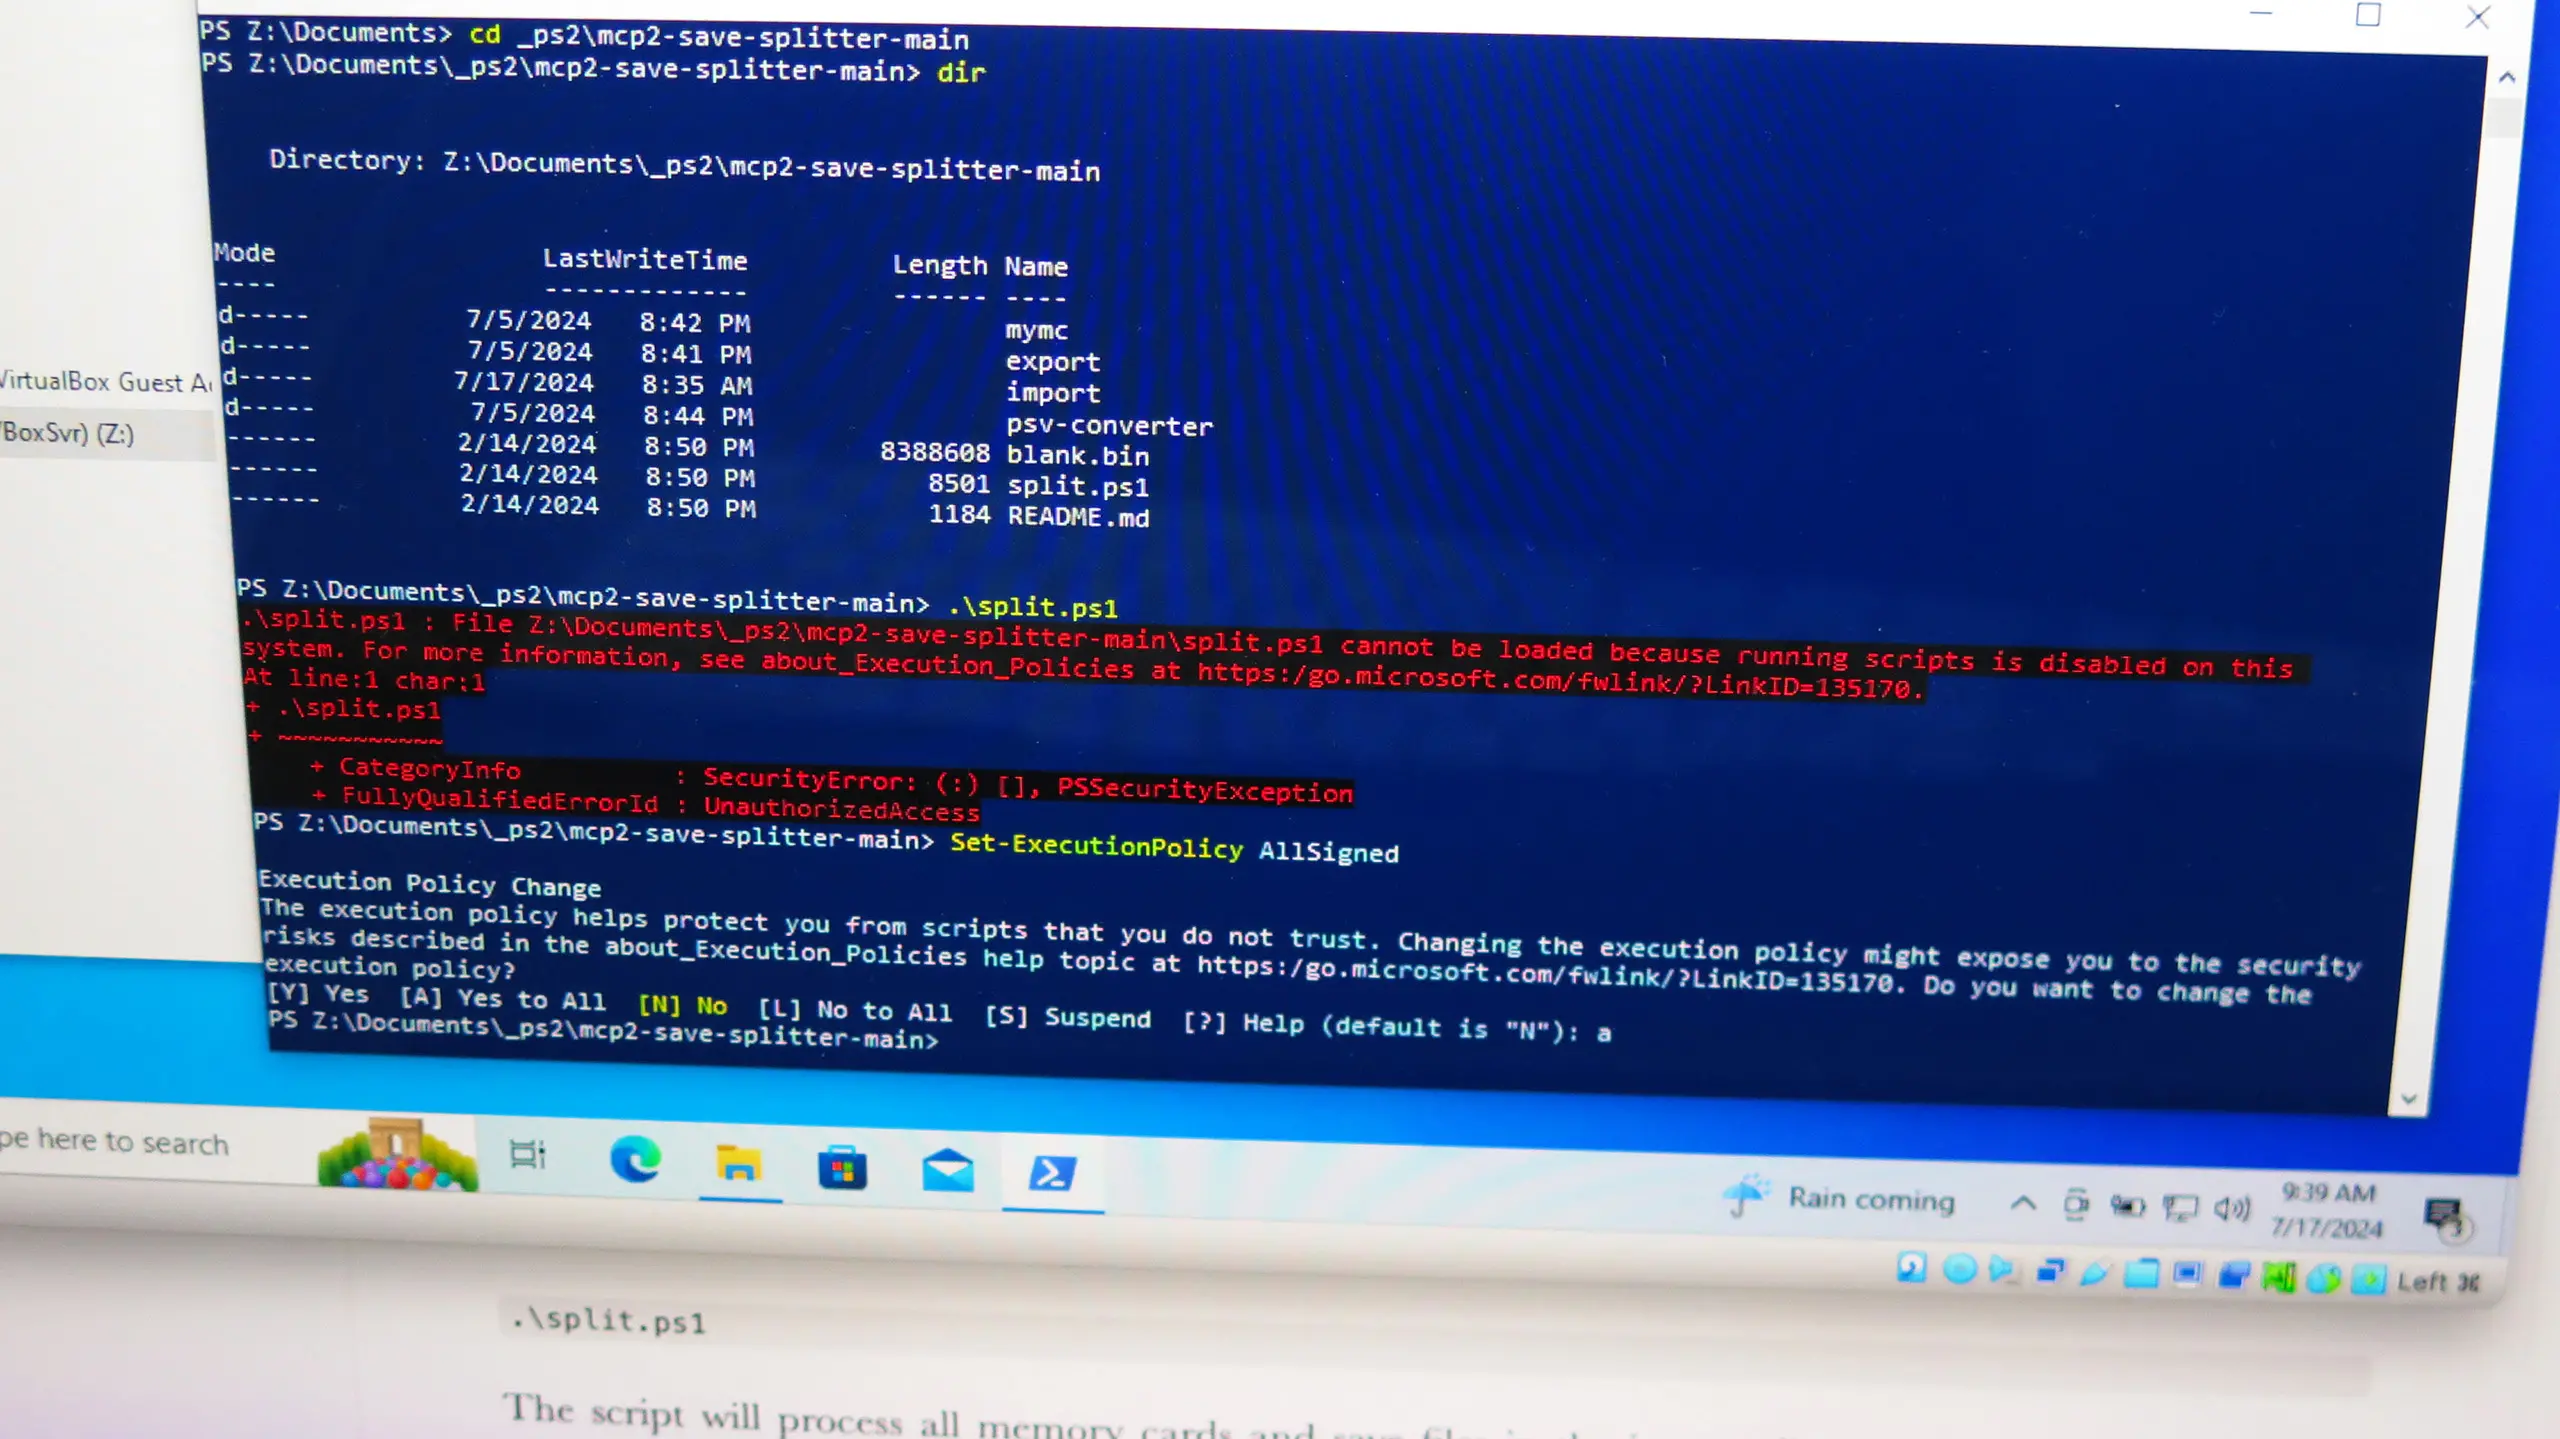 PS Z:\Documents> cd _ps2\mcp2-save-splitter-main
PS Z:\Documents\_ps2\mcp2-save-splitter-main> dir
Directory: Z:\Documents\_ps2\mcp2-save-splitter-main
Mode LastWriteTime Length Name
---- ------------- ------ ----
d----- 7/5/2024 8:42 PM mymc
d----- 7/5/2024 8:41 PM export
d----- 7/17/2024 8:35 AM import
d----- 7/5/2024 8:44 PM psv-converter
------ 2/14/2024 8:50 PM 8388608 blank.bin
------ 2/14/2024 8:50 PM 8501 split.ps1
------ 2/14/2024 8:50 PM 1184 README.md
VirtualBox Guest
BoxSvr) (Z:)
PS Z:\Documents\_ps2\mcp2-save-splitter-main> .\split.ps1
.\split.ps1 : File Z:\Documents\_ps2\mcp2-save-splitter-main\split.ps1 cannot be loaded because running scripts is disabled on this
system. For more information, see about_Execution_Policies at https:/go.microsoft.com/fwlink/?LinkID=135170.
At line:1 char:1
+ .\split.ps1
+ ~~~~~~~~~~~
+ CategoryInfo : SecurityError: (:) [], PSSecurityException
+ FullyQualifiedErrorId : UnauthorizedAccess
PS Z:\Documents\_ps2\mcp2-save-splitter-main> Set-ExecutionPolicy AllSigned
Execution Policy Change
The execution policy helps protect you from scripts that you do not trust. Changing the execution policy might expose you to the security
risks described in the about_Execution_Policies help topic at https:/go.microsoft.com/fwlink/?LinkID=135170. Do you want to change the
execution policy?
[Y] Yes [A] Yes to All [N] No [L] No to All [S] Suspend [?] Help (default is "N"): a
PS Z:\Documents\_ps2\mcp2-save-splitter-main>
pe here to search
Rain coming
9:39 AM
7/17/2024
3
Left ⌘
.\split.ps1
The script will process all memory cards and save files